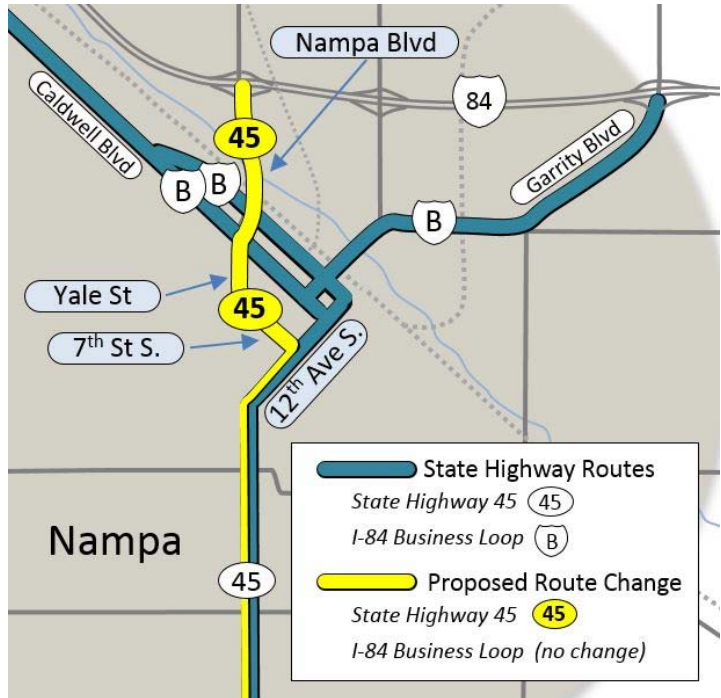 Nampa Blvd
84
45
Caldwell Blvd
Garrity Blvd
B
B
B
Yale St
45
7th St S.
12th Ave S.
State Highway Routes
State Highway 45 45
I-84 Business Loop B
Nampa
Proposed Route Change
45
State Highway 45 45
I-84 Business Loop (no change)